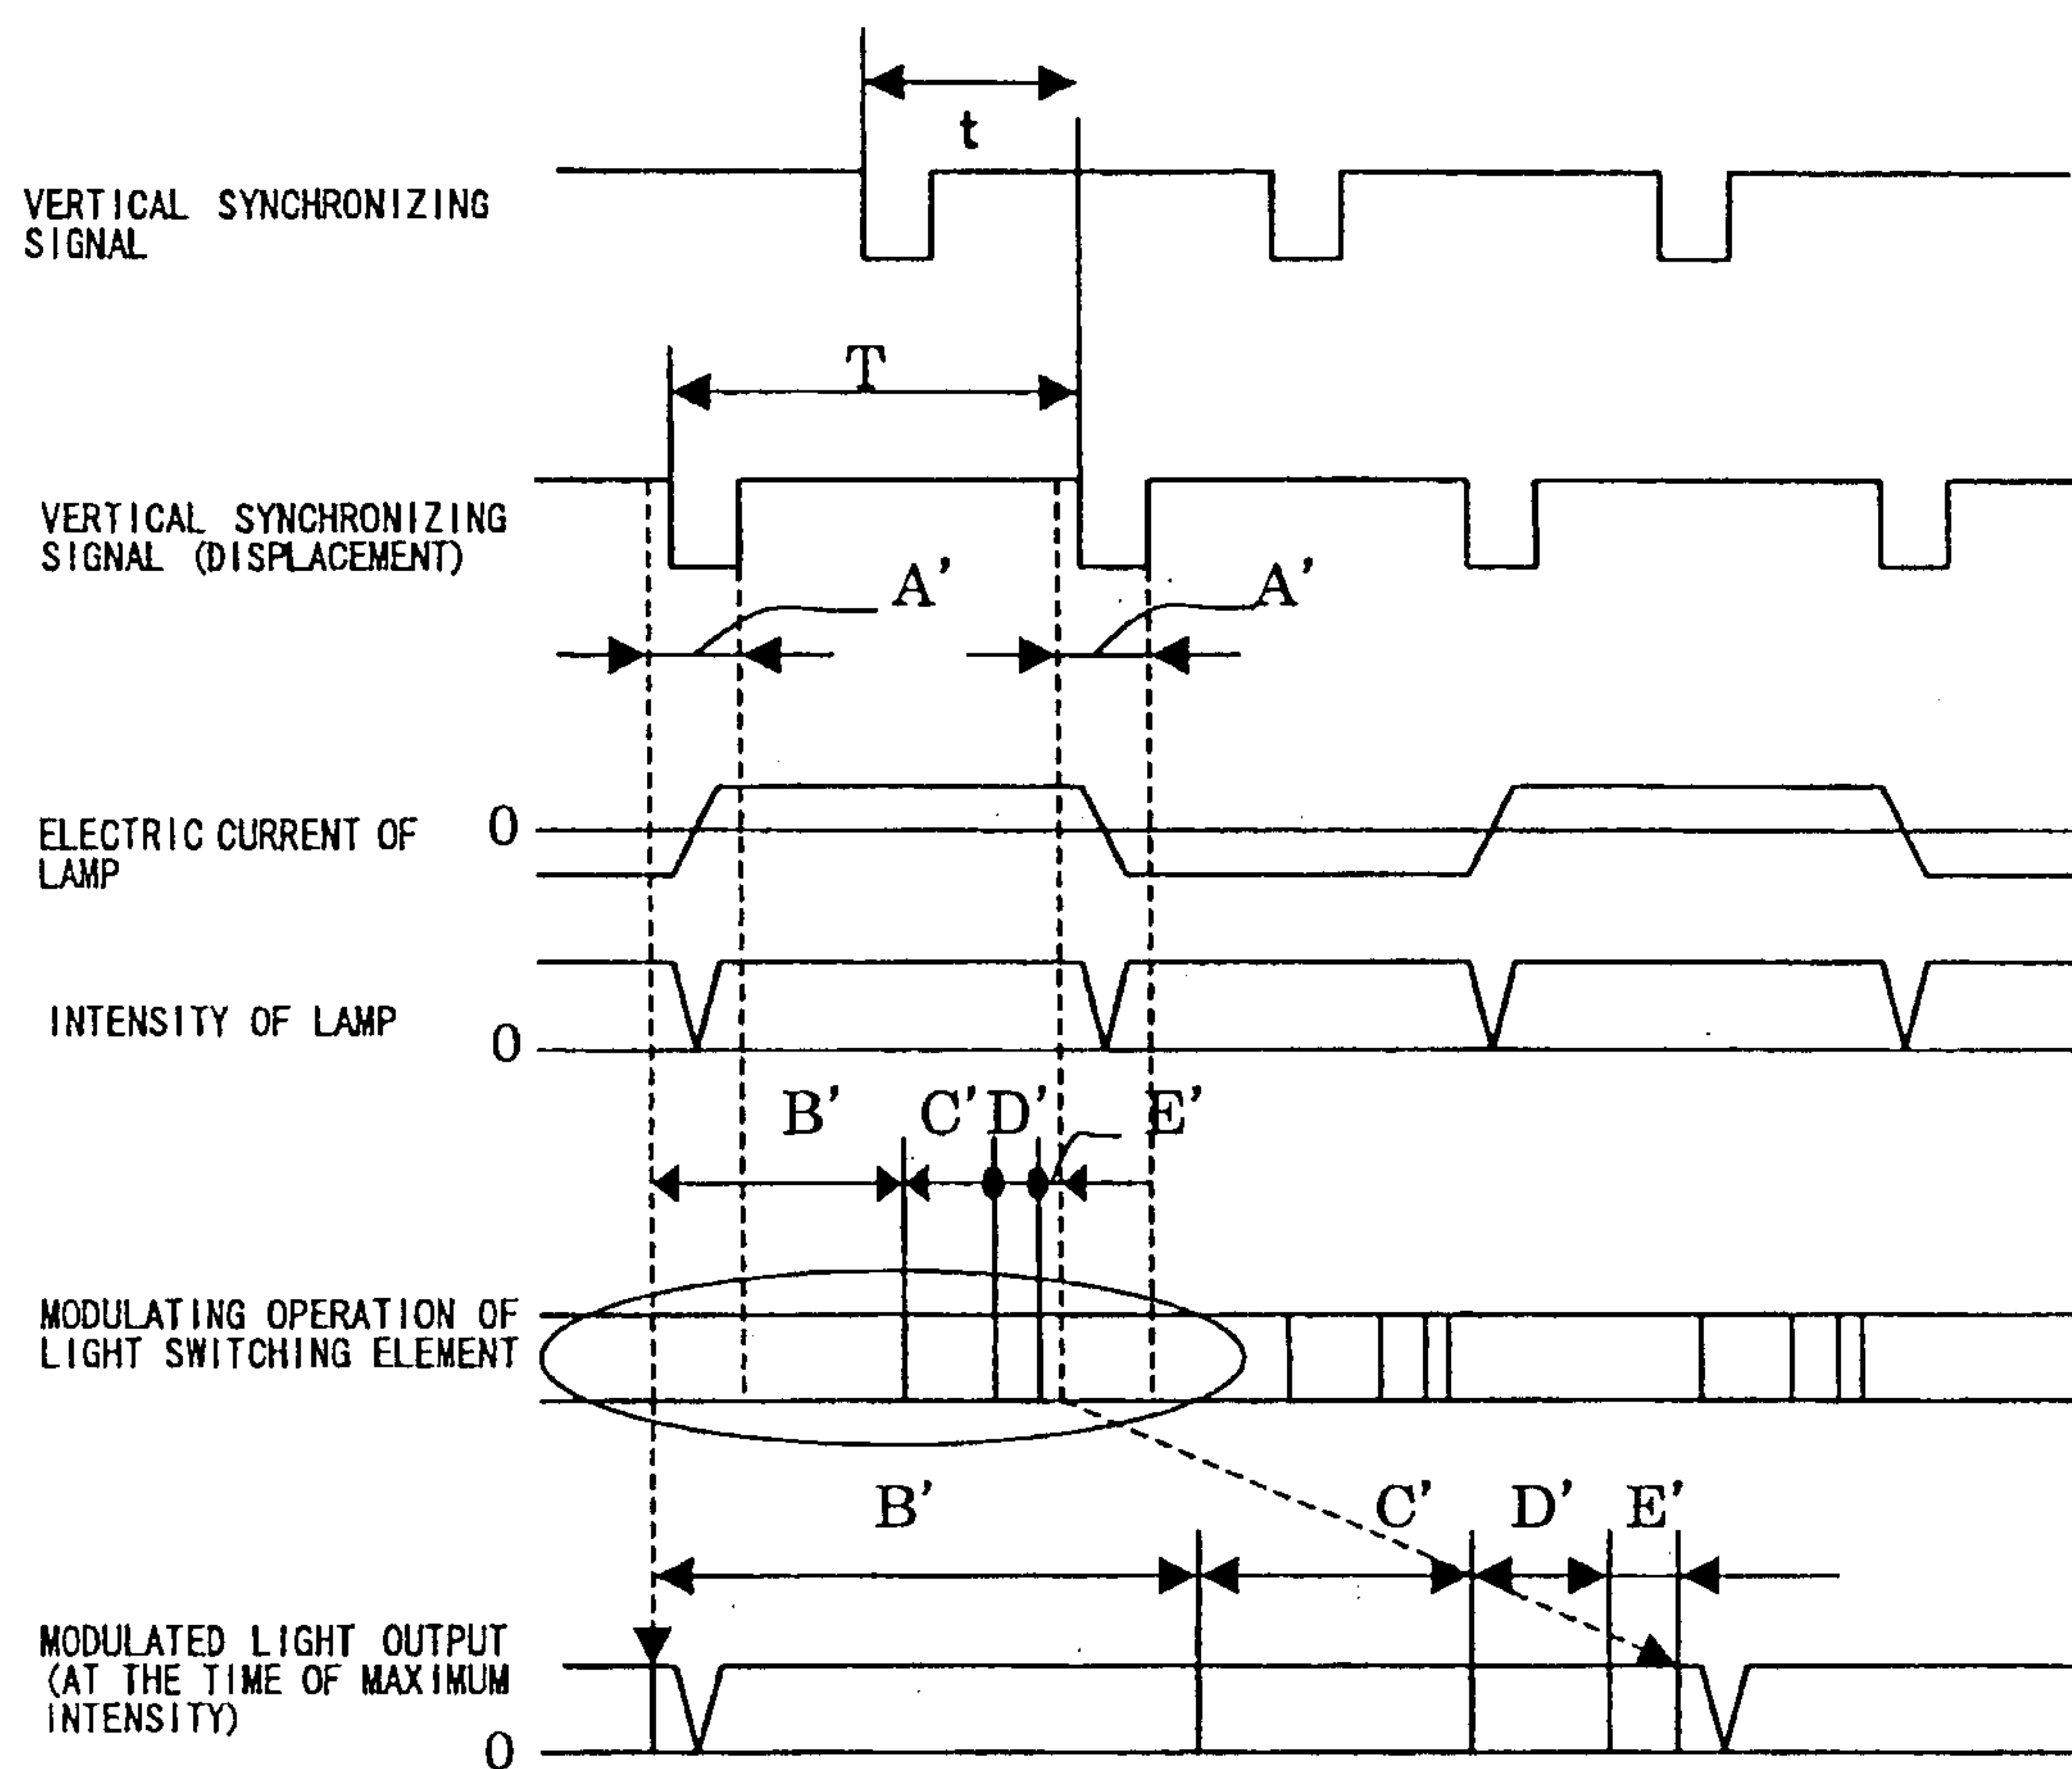 t
VERTICAL SYNCHRONIZING
SIGNAL
T
VERTICAL SYNCHRONIZING
SIGNAL (DISPLACEMENT)
A' A'
0
ELECTRIC CURRENT OF
LAMP
INTENSITY OF LAMP
0
B' C' D' E'
MODULATING OPERATION OF
LIGHT SWITCHING ELEMENT
B' C' D' E'
MODULATED LIGHT OUTPUT
(AT THE TIME OF MAXIMUM
INTENSITY)
0